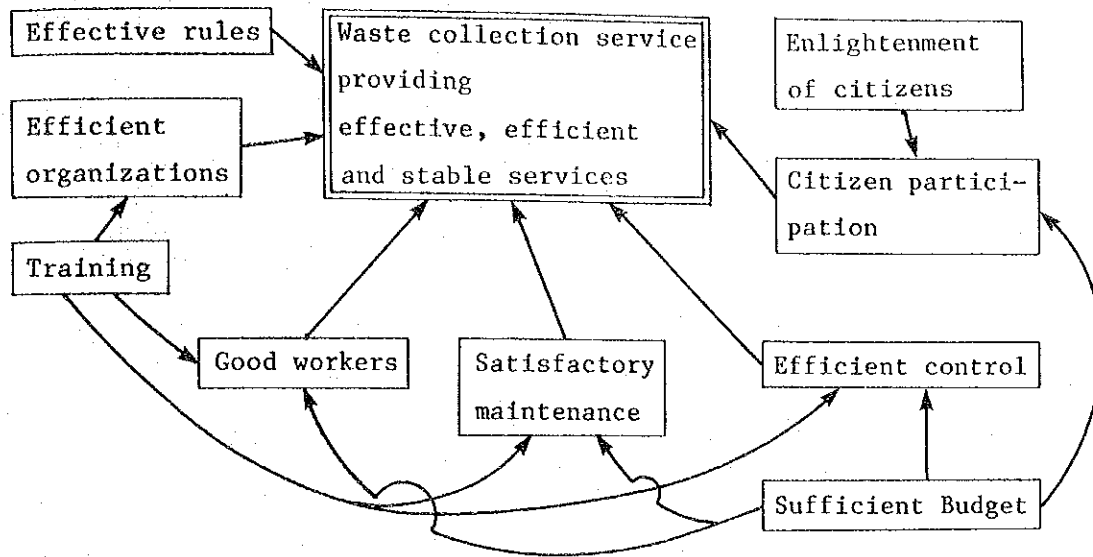 Effective rules
Waste collection service
providing
effective, efficient
and stable services
Enlightenment
of citizens
Efficient
organizations
Citizen partici-
pation
Training
Good workers
Satisfactory
maintenance
Efficient control
Sufficient Budget